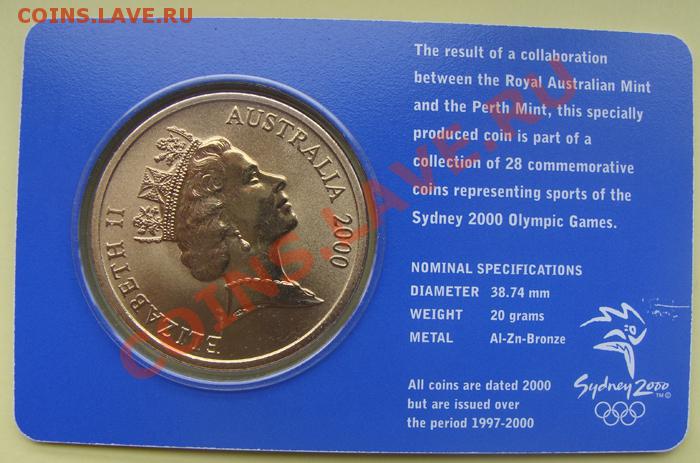 COINS.LAVE.RU
The result of a collaboration
between the Royal Australian Mint
and the Perth Mint, this specially
produced coin is part of a
collection of 28 commemorative
coins representing sports of the
Sydney 2000 Olympic Games.
ELIZABETH II
AUSTRALIA 2000
COINS.LAVE.RU
NOMINAL SPECIFICATIONS
DIAMETER 38.74 mm
WEIGHT 20 grams
METAL Al-Zn-Bronze
All coins are dated 2000
but are issued over
the period 1997-2000
Sydney 2000
TM ©